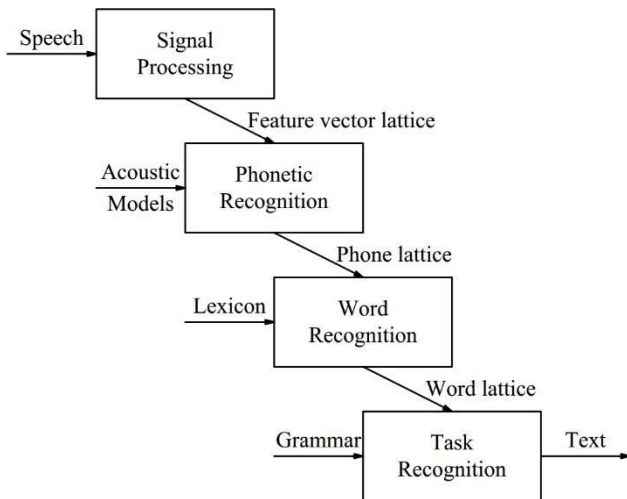 Speech
Signal
Processing
Feature vector lattice
Acoustic
Models
Phonetic
Recognition
Phone lattice
Lexicon
Word
Recognition
Word lattice
Grammar
Task
Recognition
Text